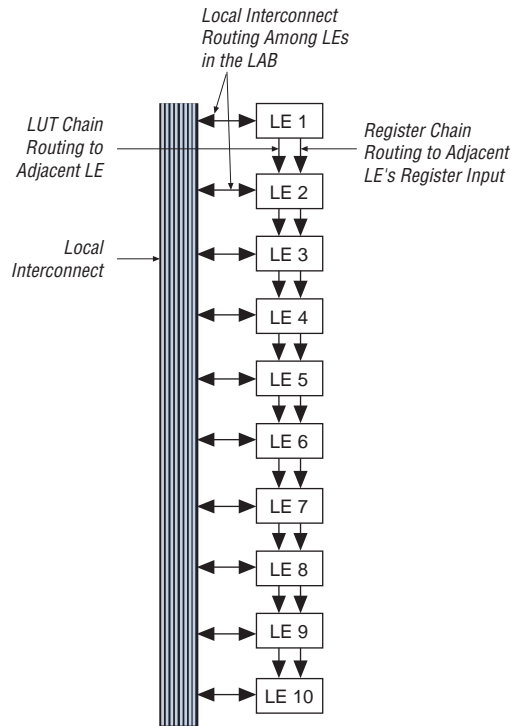 Local Interconnect
Routing Among LEs
in the LAB
LUT Chain
Routing to
Adjacent LE
Register Chain
Routing to Adjacent
LE's Register Input
Local
Interconnect
LE 1
LE 2
LE 3
LE 4
LE 5
LE 6
LE 7
LE 8
LE 9
LE 10